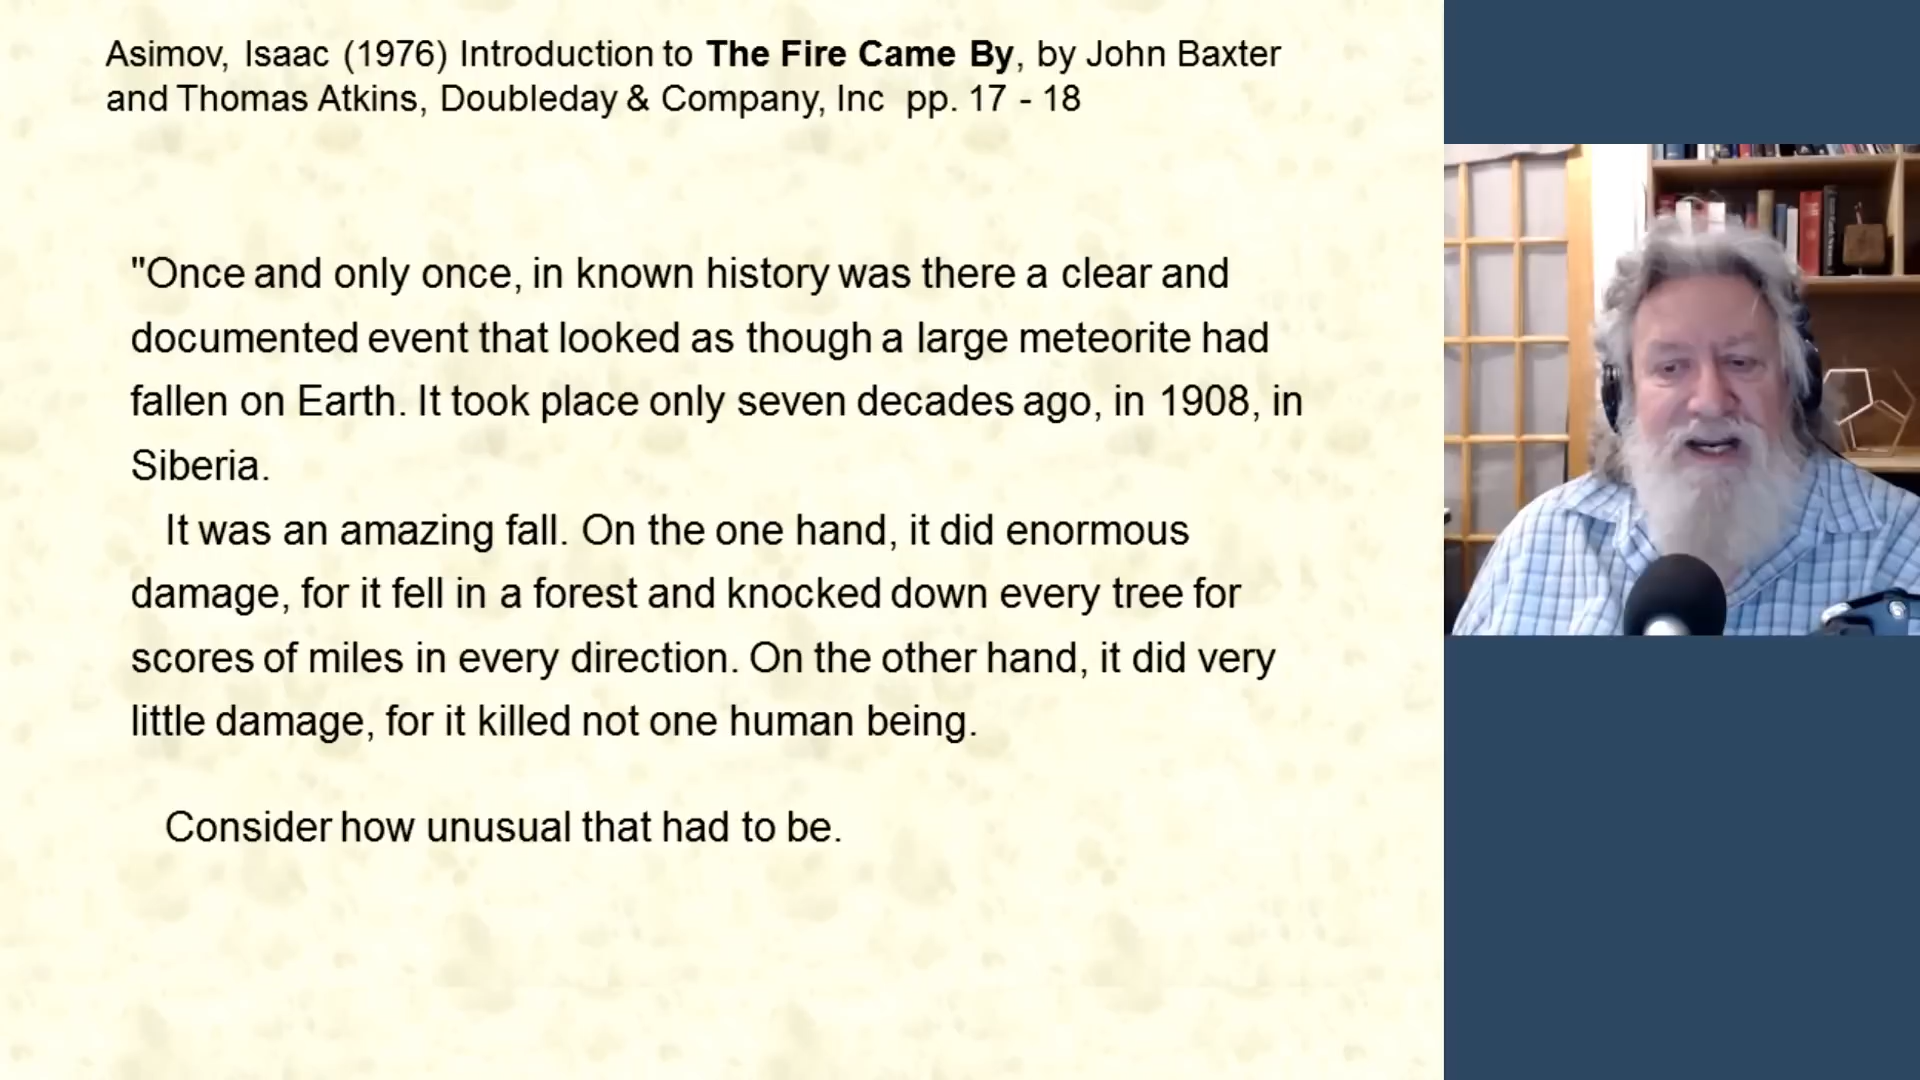 Asimov, Isaac (1976) Introduction to The Fire Came By, by John Baxter
and Thomas Atkins, Doubleday & Company, Inc pp. 17 - 18
"Once and only once, in known history was there a clear and
documented event that looked as though a large meteorite had
fallen on Earth. It took place only seven decades ago, in 1908, in
Siberia.
It was an amazing fall. On the one hand, it did enormous
damage, for it fell in a forest and knocked down every tree for
scores of miles in every direction. On the other hand, it did very
little damage, for it killed not one human being.
Consider how unusual that had to be.